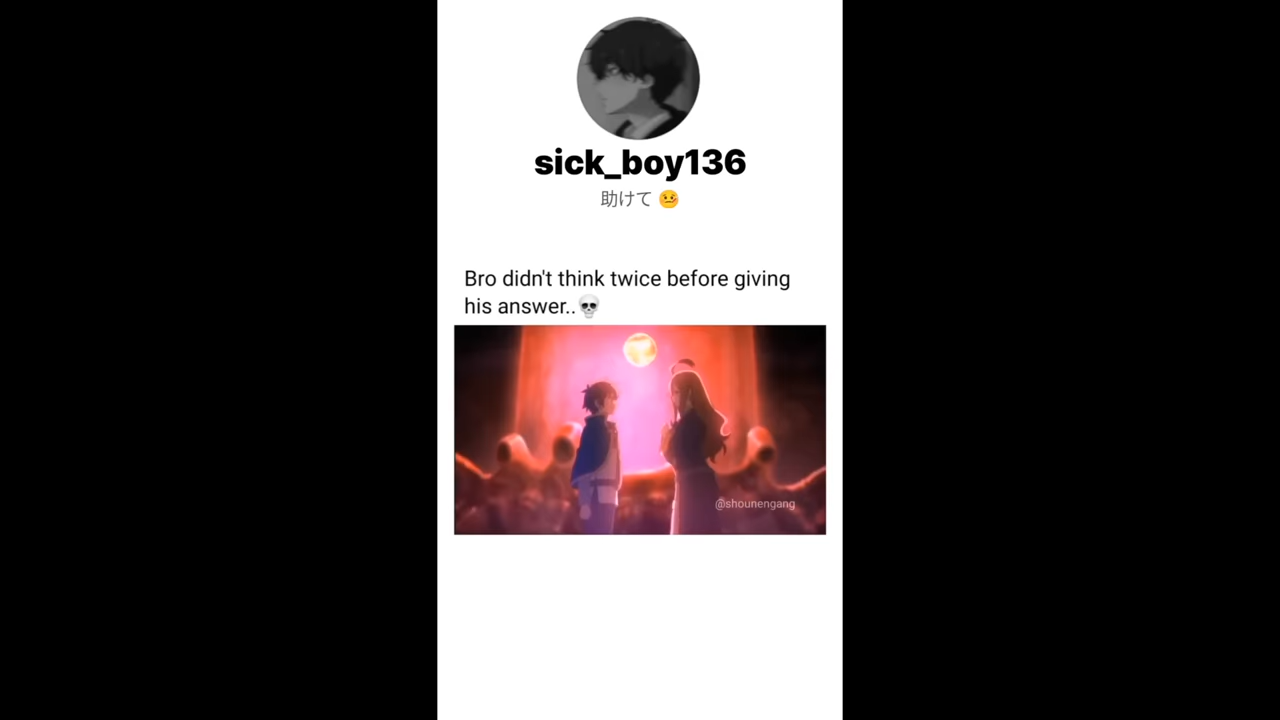 sick_boy136
助けて 🤒
Bro didn't think twice before giving
his answer..💀
@shounengang